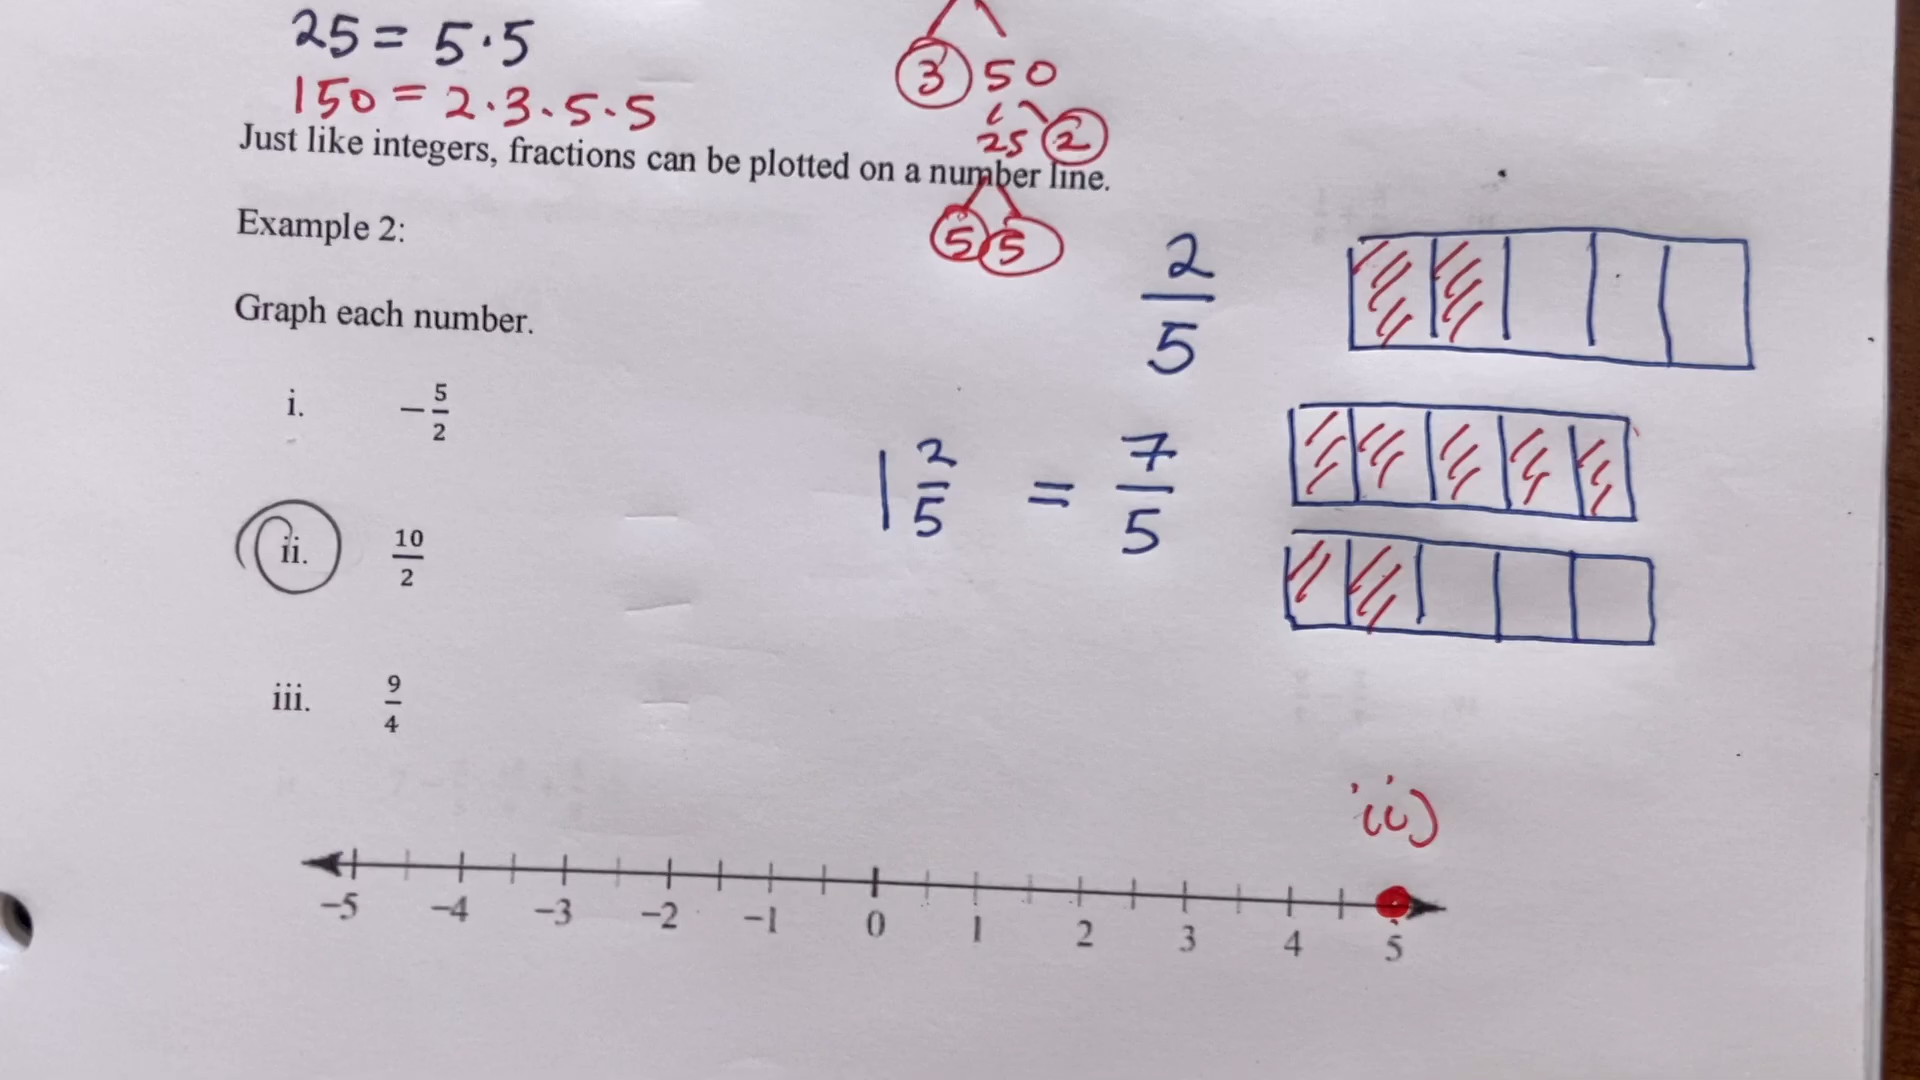 25 = 5·5
150 = 2·3·5·5
3 50
25 2
Just like integers, fractions can be plotted on a number line.
5 5
Example 2:
2/5
Graph each number.
i. -5/2
1 2/5 = 7/5
ii. 10/2
iii. 9/4
ii)
-5 -4 -3 -2 -1 0 1 2 3 4 5